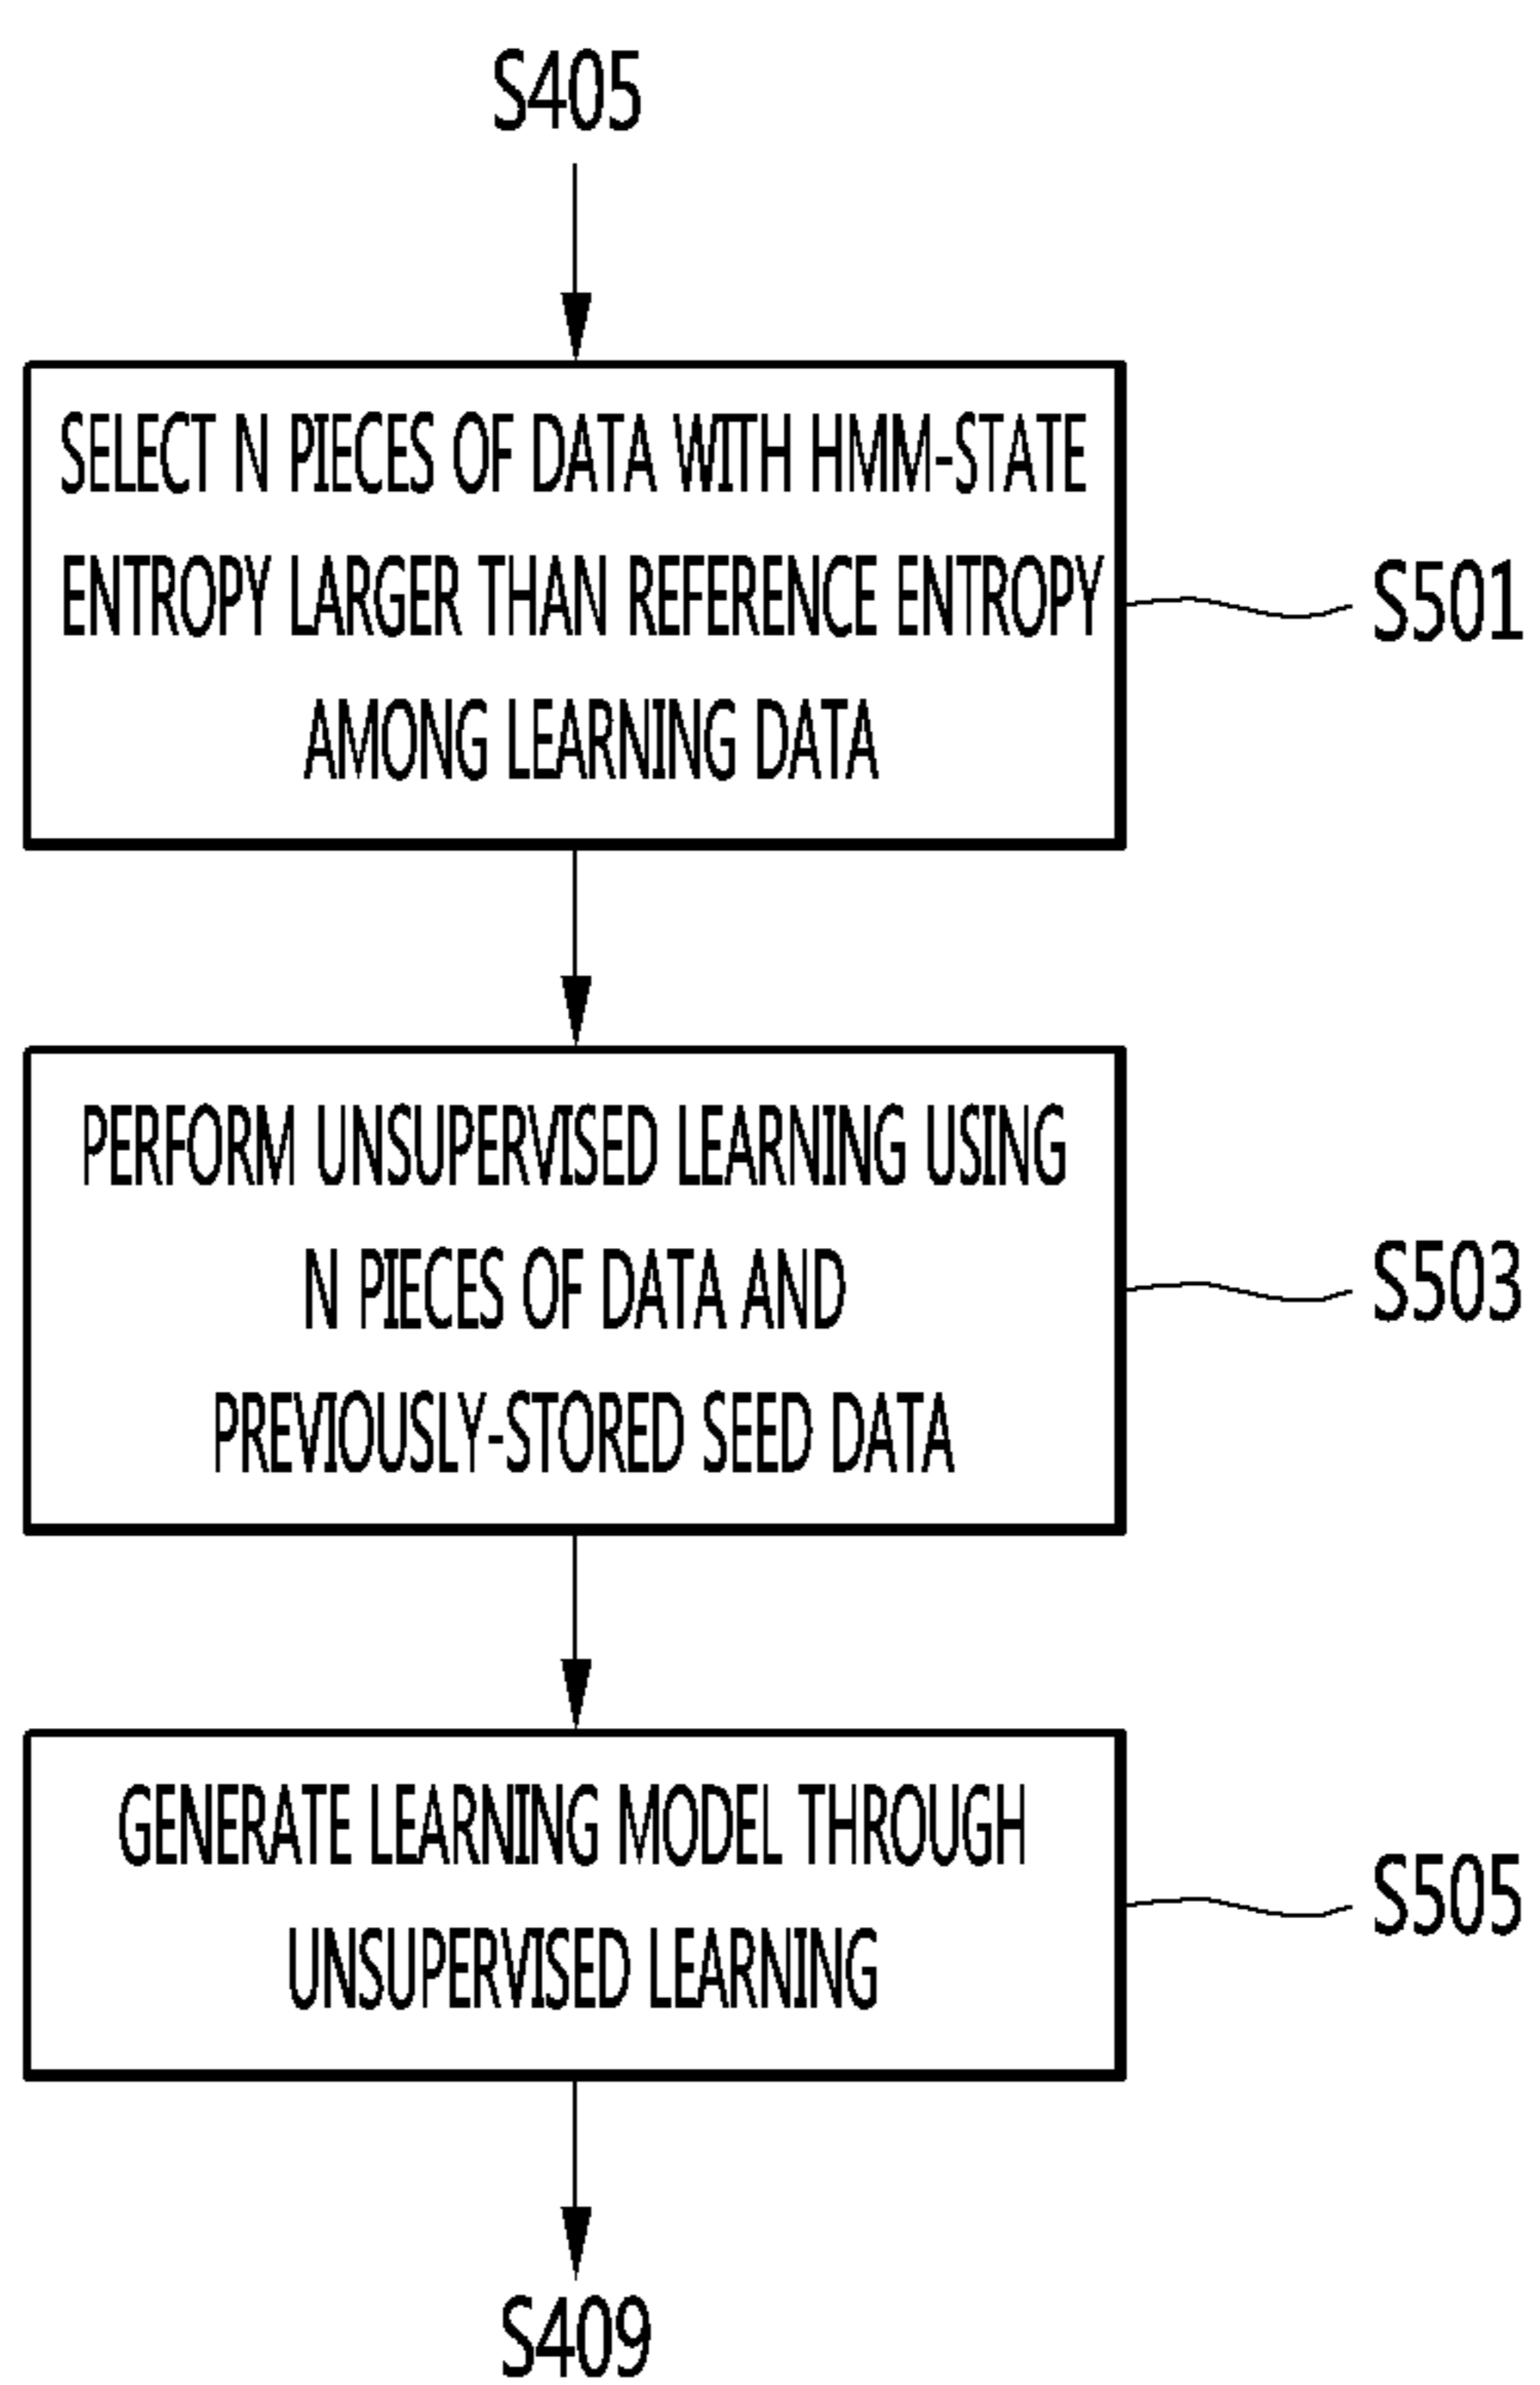 S405
SELECT N PIECES OF DATA WITH HMM-STATE
ENTROPY LARGER THAN REFERENCE ENTROPY
AMONG LEARNING DATA
S501
PERFORM UNSUPERVISED LEARNING USING
N PIECES OF DATA AND
PREVIOUSLY-STORED SEED DATA
S503
GENERATE LEARNING MODEL THROUGH
UNSUPERVISED LEARNING
S505
S409